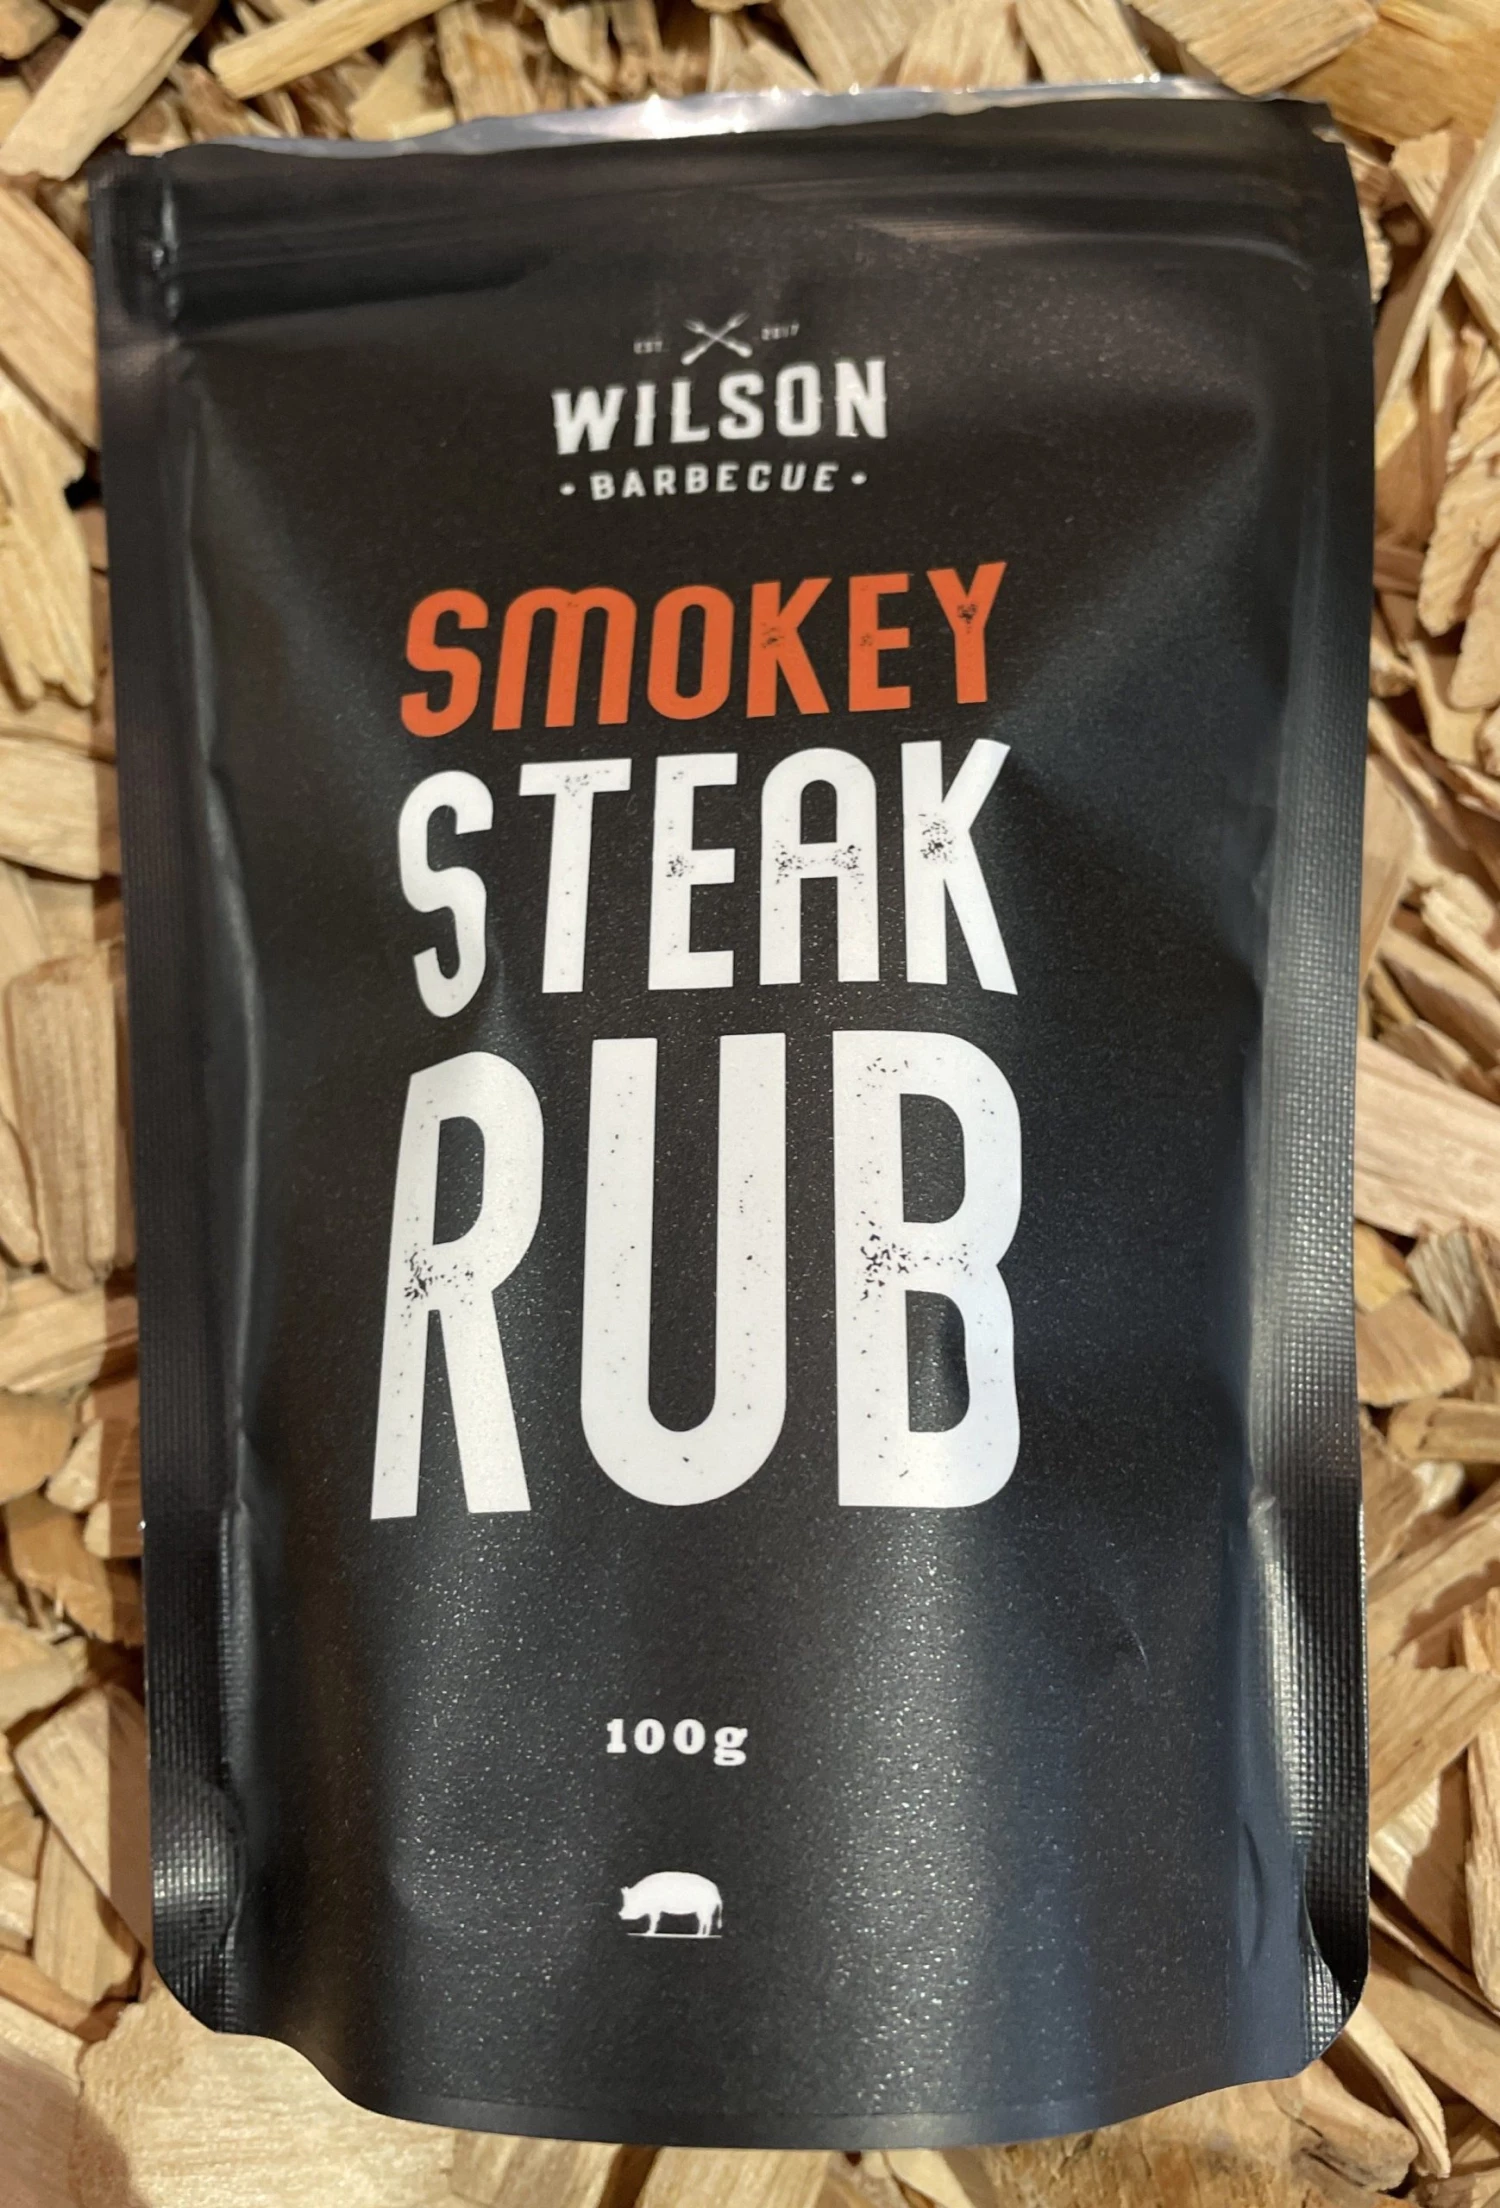 EST. 2017
WILSON
• BARBECUE •
SMOKEY
STEAK
RUB
100g